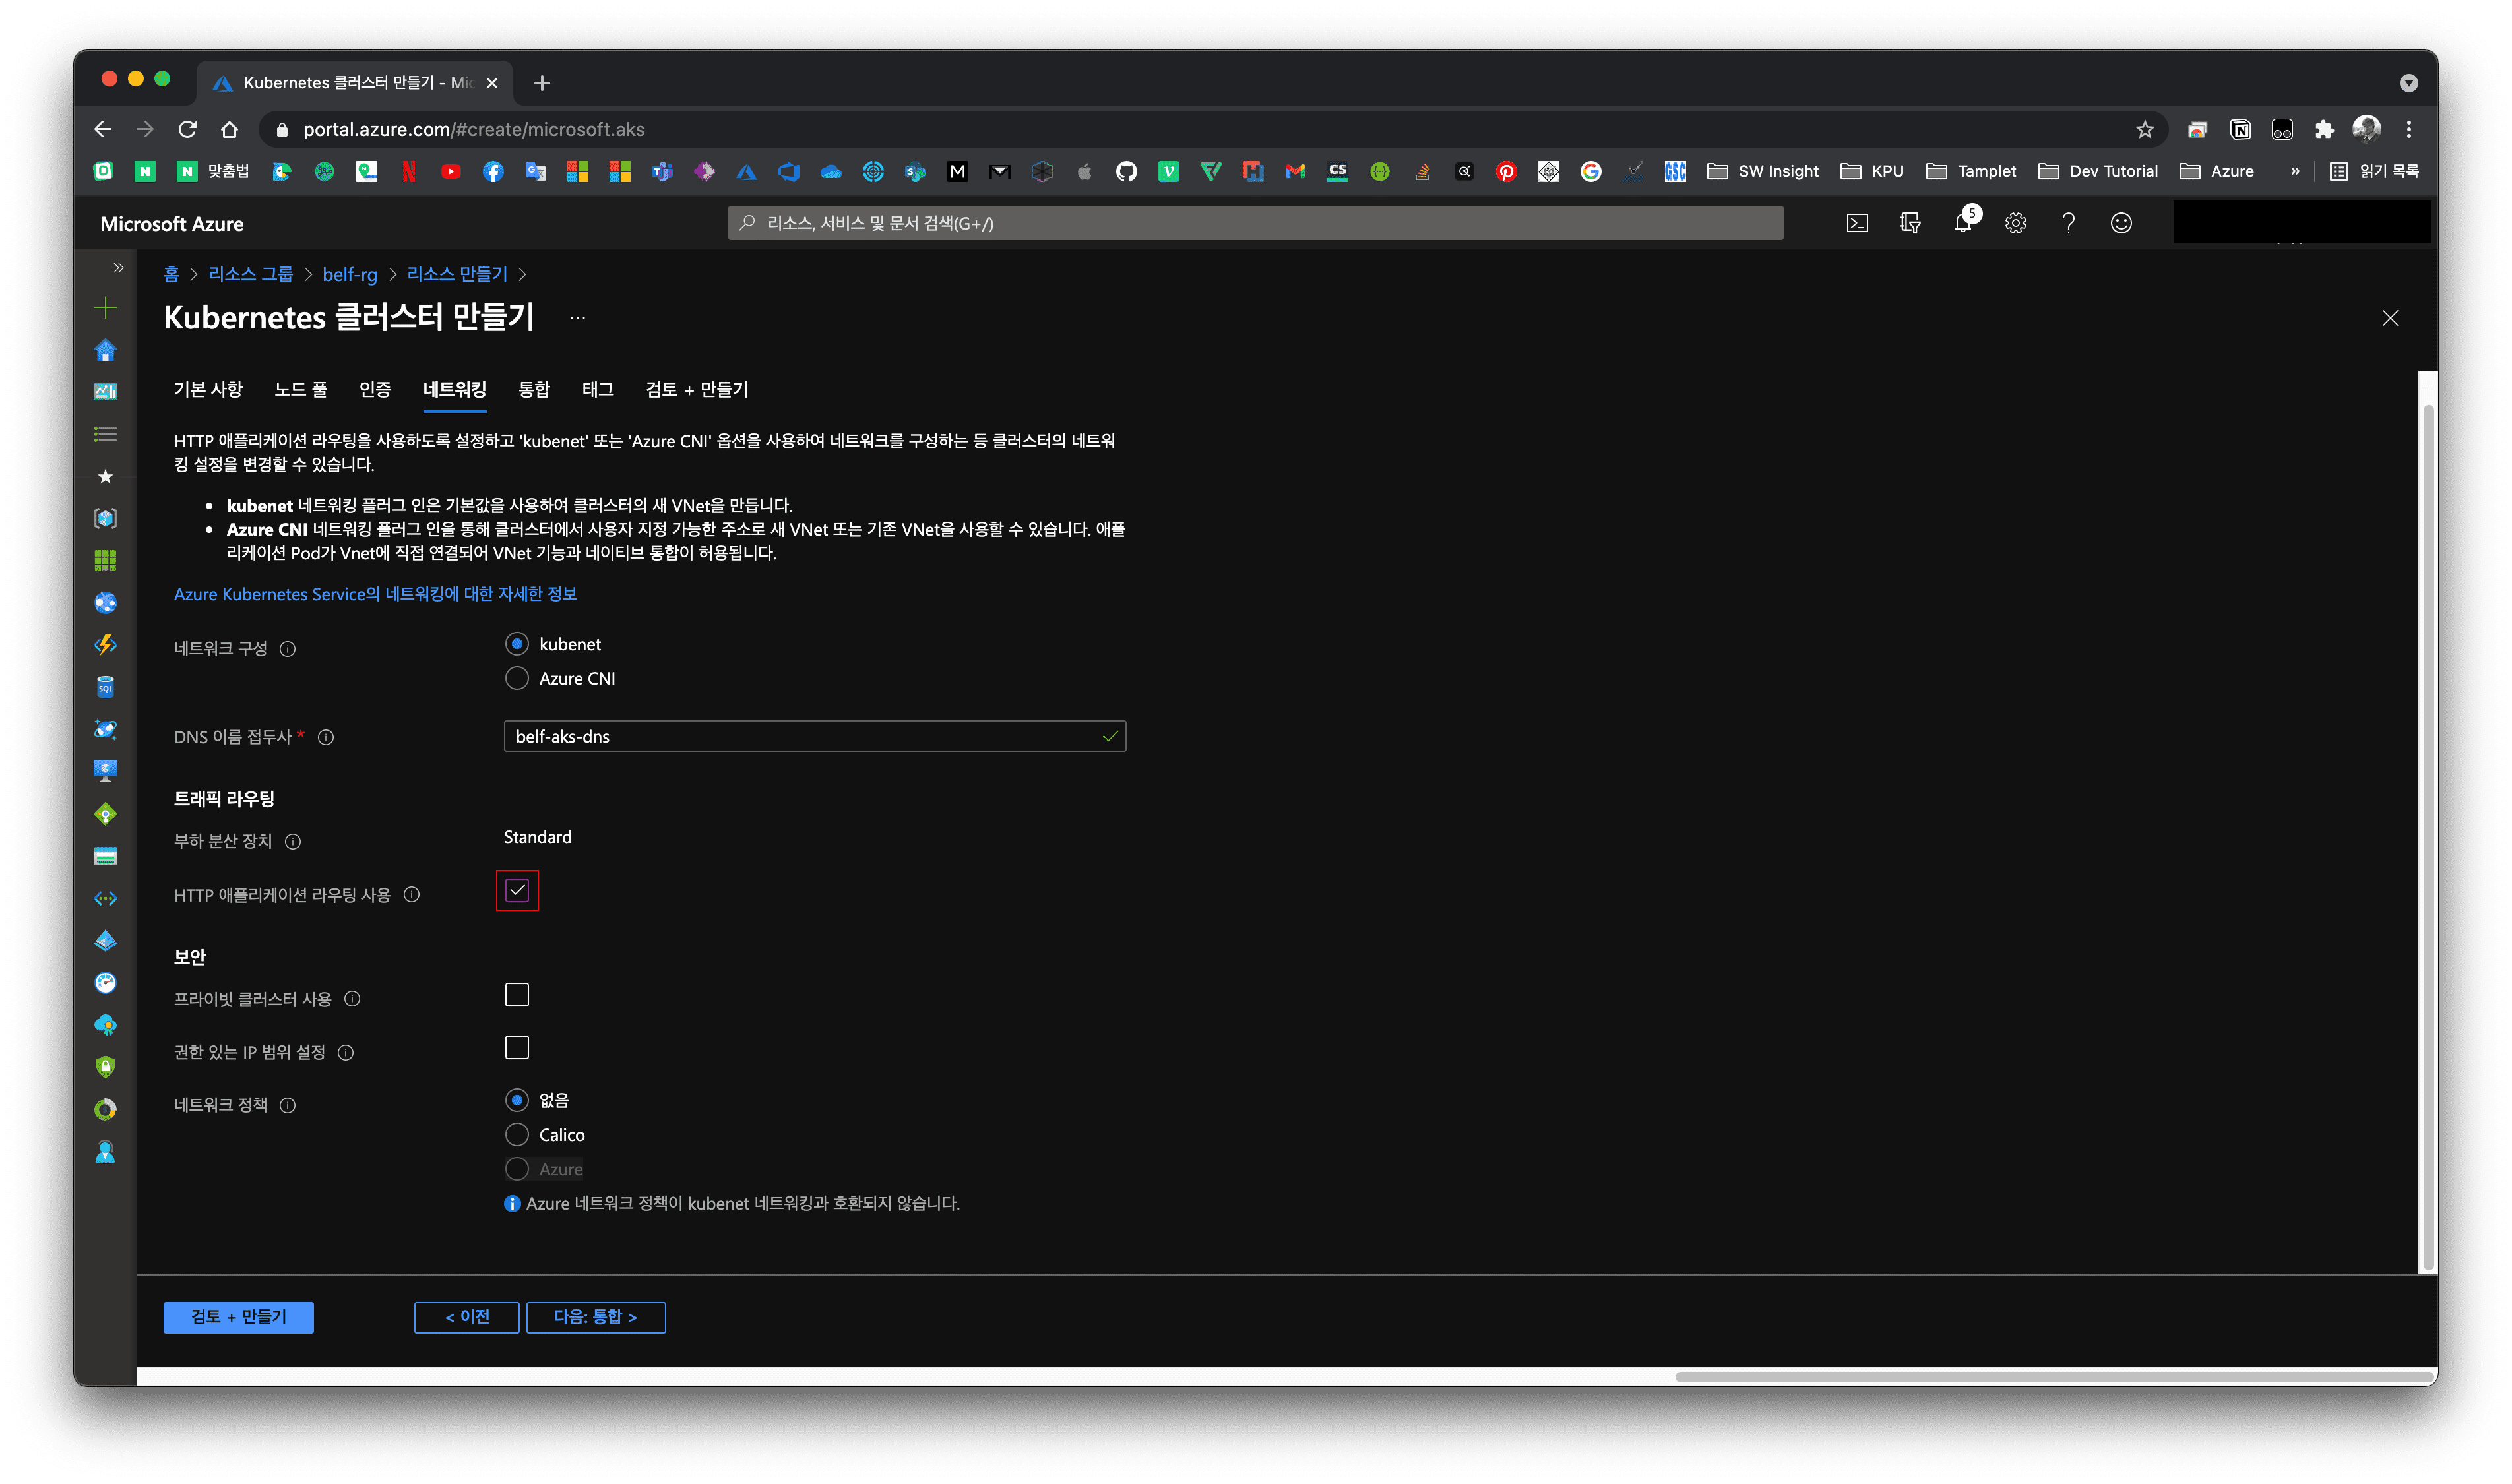 Kubernetes 클러스터 만들기 - Mic
portal.azure.com/#create/microsoft.aks
맞춤법
SW Insight
KPU
Tamplet
Dev Tutorial
Azure
»
읽기 목록
Microsoft Azure
리소스, 서비스 및 문서 검색(G+/)
5
홈 > 리소스 그룹 > belf-rg > 리소스 만들기 >
Kubernetes 클러스터 만들기 ...
기본 사항 노드 풀 인증 네트워킹 통합 태그 검토 + 만들기
HTTP 애플리케이션 라우팅을 사용하도록 설정하고 'kubenet' 또는 'Azure CNI' 옵션을 사용하여 네트워크를 구성하는 등 클러스터의 네트워
킹 설정을 변경할 수 있습니다.
• kubenet 네트워킹 플러그 인은 기본값을 사용하여 클러스터의 새 VNet을 만듭니다.
• Azure CNI 네트워킹 플러그 인을 통해 클러스터에서 사용자 지정 가능한 주소로 새 VNet 또는 기존 VNet을 사용할 수 있습니다. 애플
리케이션 Pod가 Vnet에 직접 연결되어 VNet 기능과 네이티브 통합이 허용됩니다.
Azure Kubernetes Service의 네트워킹에 대한 자세한 정보
네트워크 구성
kubenet
Azure CNI
DNS 이름 접두사 *
belf-aks-dns
트래픽 라우팅
부하 분산 장치
Standard
HTTP 애플리케이션 라우팅 사용
보안
프라이빗 클러스터 사용
권한 있는 IP 범위 설정
네트워크 정책
없음
Calico
Azure
Azure 네트워크 정책이 kubenet 네트워킹과 호환되지 않습니다.
검토 + 만들기
< 이전
다음: 통합 >